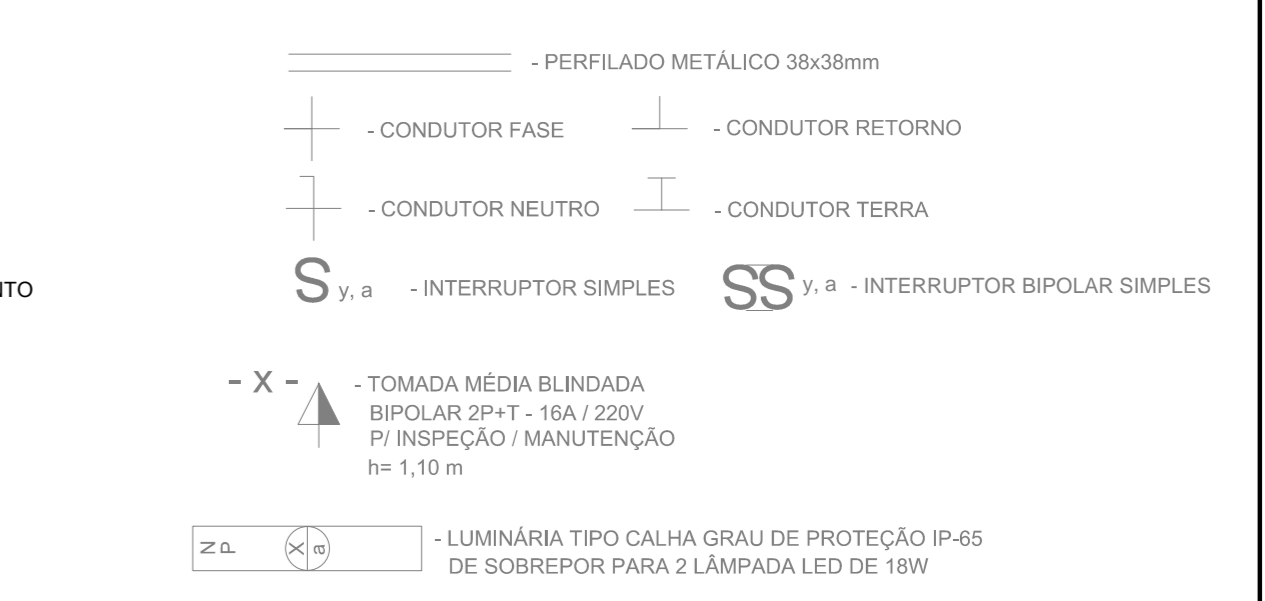 - PERFILADO METÁLICO 38x38mm
- CONDUTOR FASE
- CONDUTOR RETORNO
- CONDUTOR NEUTRO
- CONDUTOR TERRA
NTO
S y, a - INTERRUPTOR SIMPLES
SS y, a - INTERRUPTOR BIPOLAR SIMPLES
- X -
- TOMADA MÉDIA BLINDADA
BIPOLAR 2P+T - 16A / 220V
P/ INSPEÇÃO / MANUTENÇÃO
h= 1,10 m
N P X a
- LUMINÁRIA TIPO CALHA GRAU DE PROTEÇÃO IP-65
DE SOBREPOR PARA 2 LÂMPADA LED DE 18W